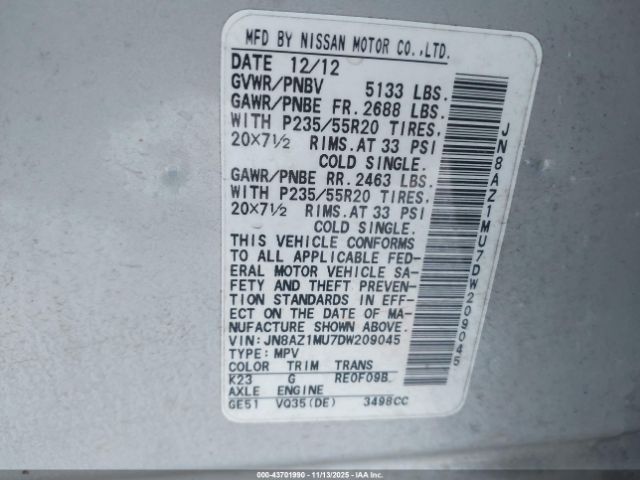 MFD BY NISSAN MOTOR CO.,LTD.
DATE 12/12
GVWR/PNBV 5133 LBS.
GAWR/PNBE FR. 2688 LBS.
WITH P235/55R20 TIRES,
20×7½ RIMS. AT 33 PSI
COLD SINGLE.
GAWR/PNBE RR. 2463 LBS.
WITH P235/55R20 TIRES,
20×7½ RIMS. AT 33 PSI
COLD SINGLE.
THIS VEHICLE CONFORMS
TO ALL APPLICABLE FED-
ERAL MOTOR VEHICLE SA-
FETY AND THEFT PREVEN-
TION STANDARDS IN EFF-
ECT ON THE DATE OF MA-
NUFACTURE SHOWN ABOVE.
VIN: JN8AZ1MU7DW209045
TYPE: MPV
COLOR TRIM TRANS
K23 G RE0F09B
AXLE ENGINE
GE51 VQ35(DE) 3498CC
JN8AZ1MU7DW209045
000-43701990 - 11/13/2025 - IAAI.COM